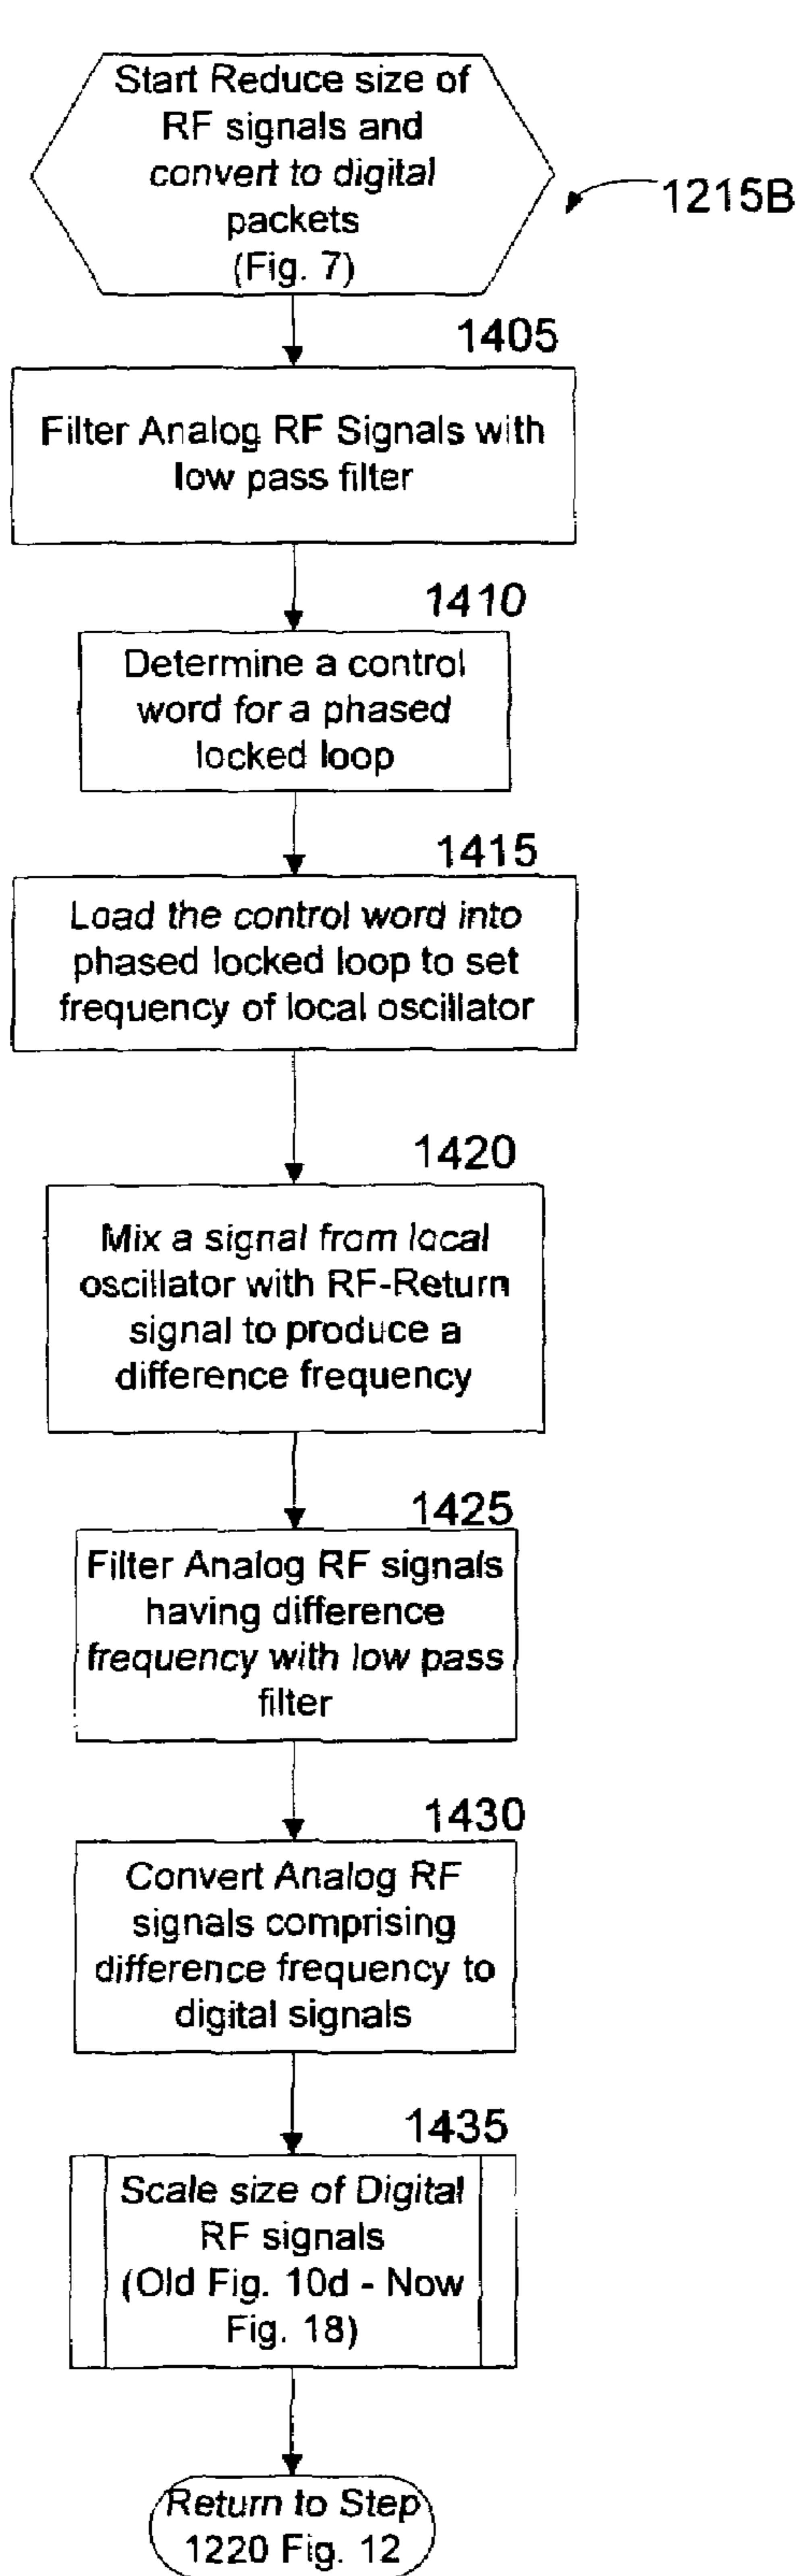 Start Reduce size of
RF signals and
convert to digital
packets
(Fig. 7)
1215B
1405
Filter Analog RF Signals with
low pass filter
1410
Determine a control
word for a phased
locked loop
1415
Load the control word into
phased locked loop to set
frequency of local oscillator
1420
Mix a signal from local
oscillator with RF-Return
signal to produce a
difference frequency
1425
Filter Analog RF signals
having difference
frequency with low pass
filter
1430
Convert Analog RF
signals comprising
difference frequency to
digital signals
1435
Scale size of Digital
RF signals
(Old Fig. 10d - Now
Fig. 18)
Return to Step
1220 Fig. 12